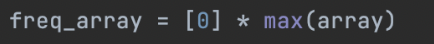 freq_array = [0] * max(array)